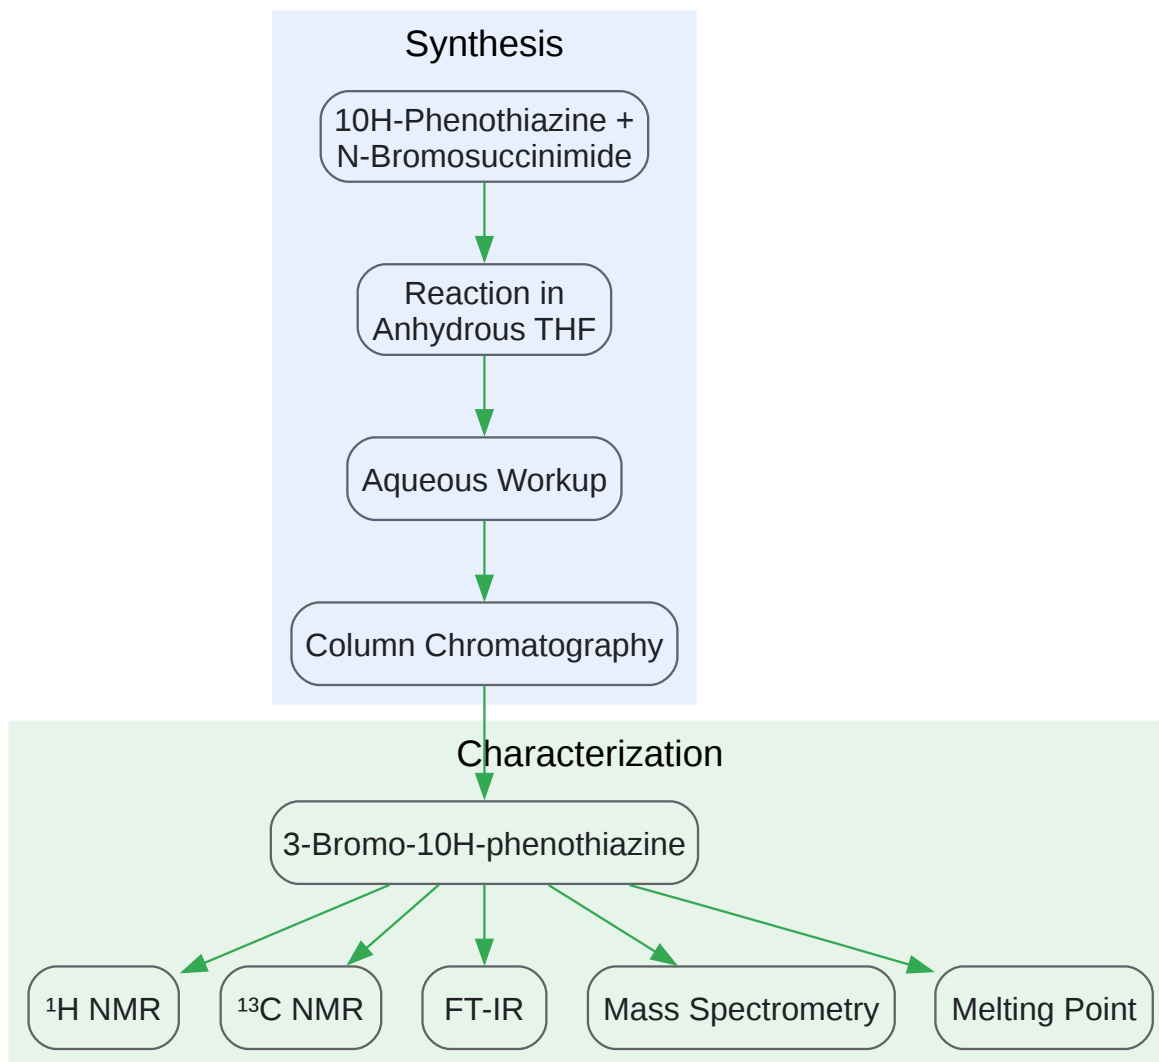 Synthesis
10H-Phenothiazine +
N-Bromosuccinimide
Reaction in
Anhydrous THF
Aqueous Workup
Column Chromatography
Characterization
3-Bromo-10H-phenothiazine
¹H NMR
¹³C NMR
FT-IR
Mass Spectrometry
Melting Point